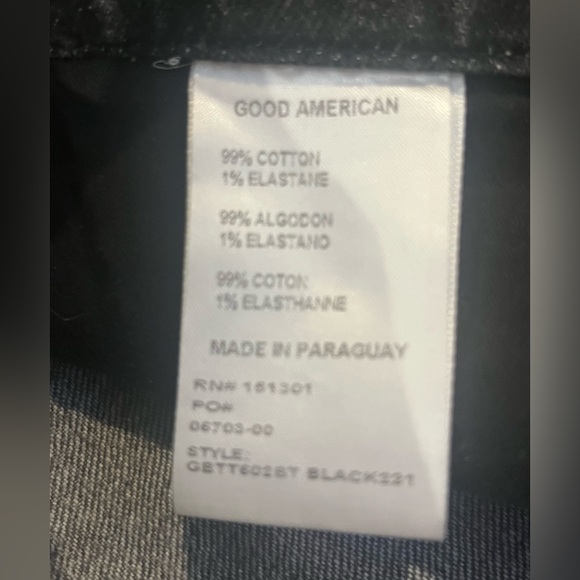 GOOD AMERICAN
99% COTTON
1% ELASTANE
99% ALGODON
1% ELASTANO
99% COTON
1% ELASTHANNE
MADE IN PARAGUAY
RN# 161301
PO#
06703-00
STYLE:
GBTT602BT BLACK221